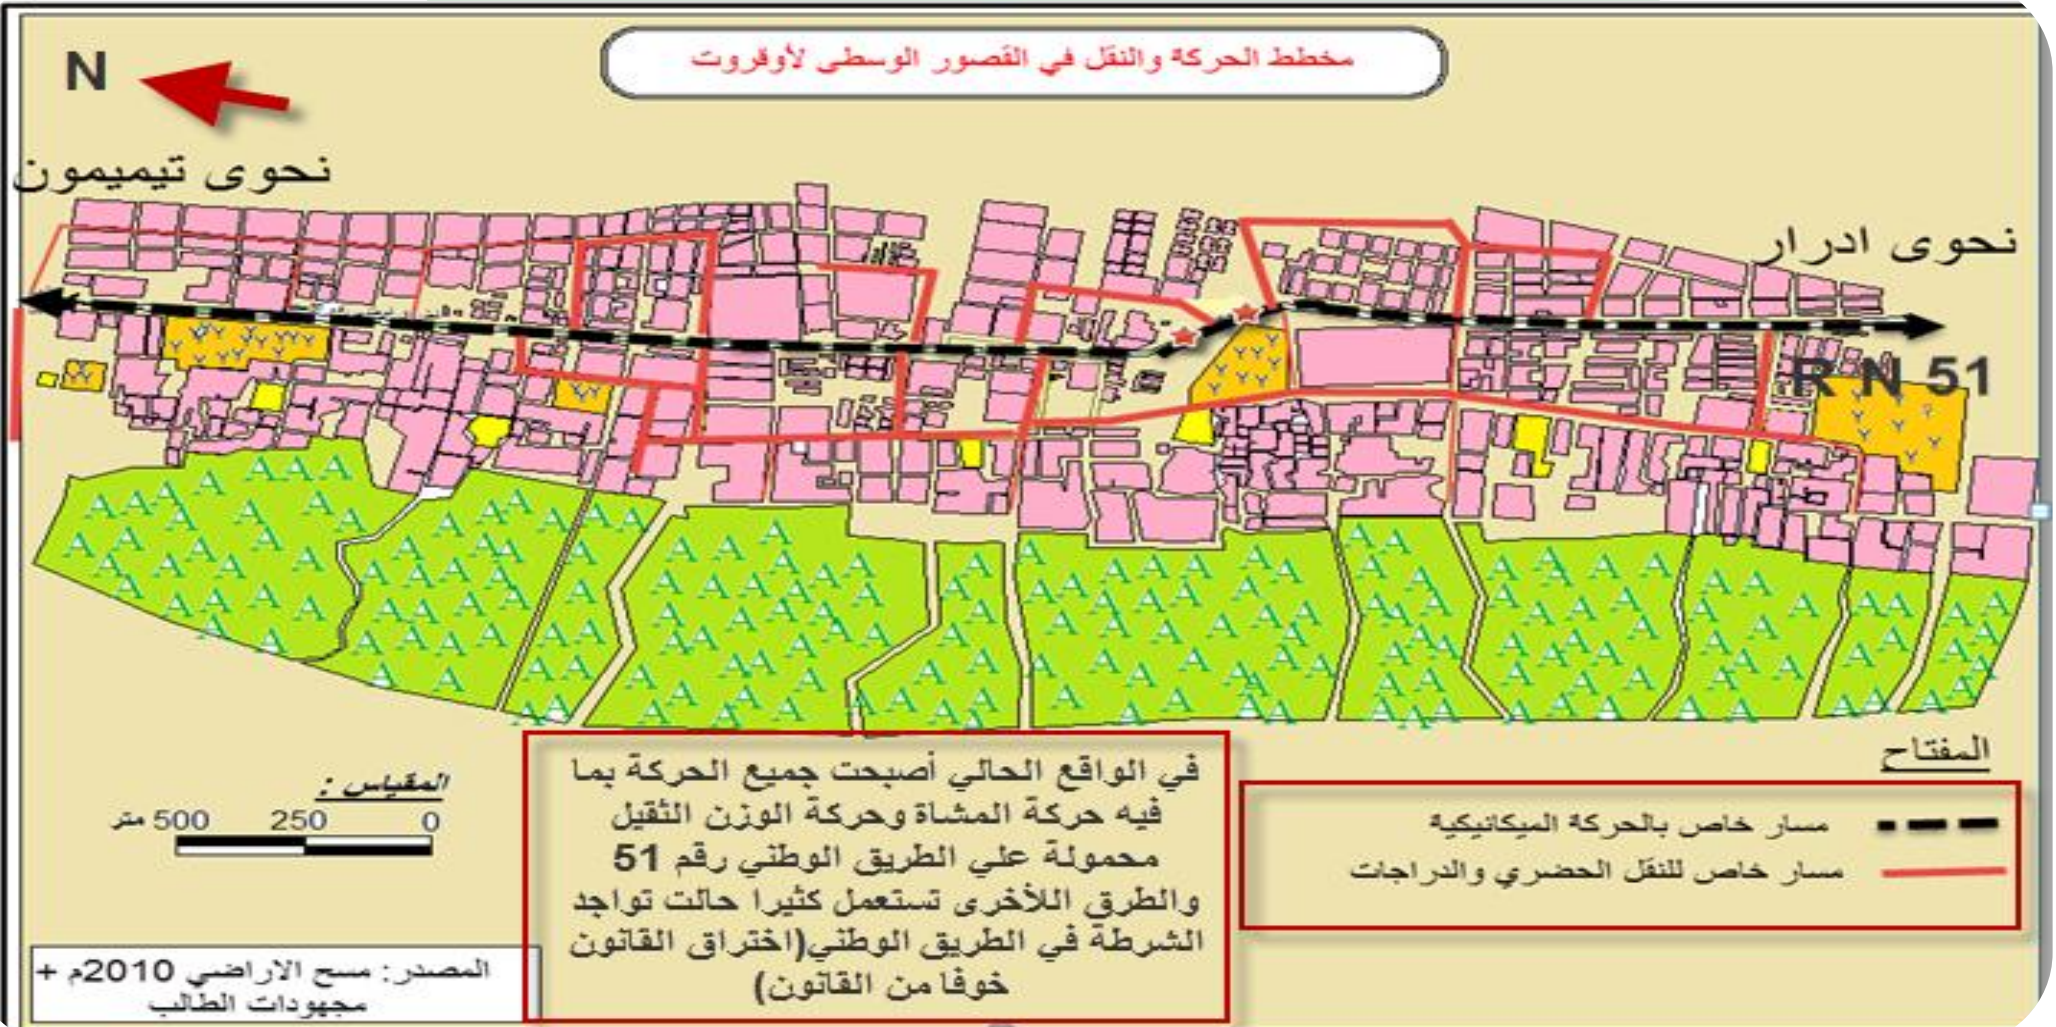 مخطط الحركة والنقل في القصور الوسطى لأوقروت
N
نحوى تيميمون
نحوى ادرار
R N 51
المفتاح
مسار خاص بالحركة الميكانيكية
مسار خاص للنقل الحضري والدراجات
في الواقع الحالي أصبحت جميع الحركة بما
فيه حركة المشاة وحركة الوزن الثقيل
محمولة علي الطريق الوطني رقم 51
والطرق اللأخرى تستعمل كثيرا حالت تواجد
الشرطة في الطريق الوطني(اختراق القانون
خوفا من القانون)
المقياس :
0 250 500 متر
المصدر: مسح الاراضي 2010م +
مجهودات الطالب